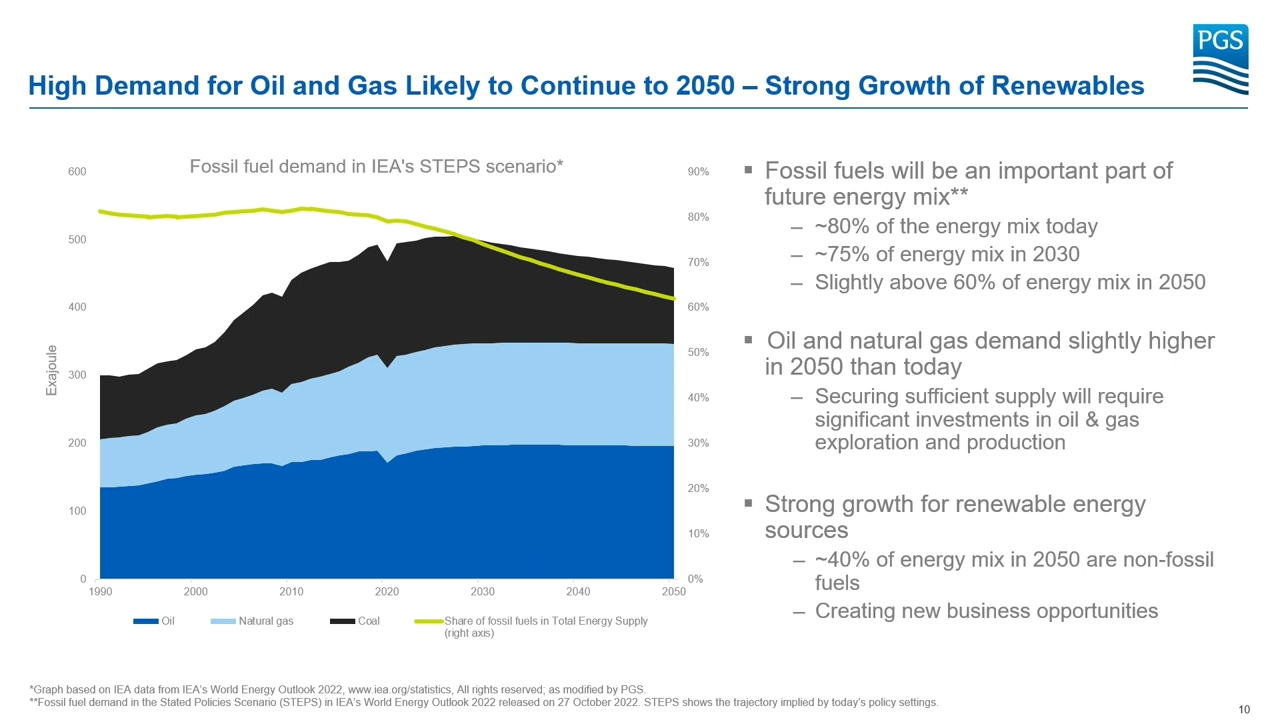 PGS
High Demand for Oil and Gas Likely to Continue to 2050 – Strong Growth of Renewables
Fossil fuel demand in IEA's STEPS scenario*
600
500
400
300
200
100
0
Exajoule
90%
80%
70%
60%
50%
40%
30%
20%
10%
0%
1990
2000
2010
2020
2030
2040
2050
Oil
Natural gas
Coal
Share of fossil fuels in Total Energy Supply
(right axis)
▪ Fossil fuels will be an important part of
future energy mix**
– ~80% of the energy mix today
– ~75% of energy mix in 2030
– Slightly above 60% of energy mix in 2050
▪ Oil and natural gas demand slightly higher
in 2050 than today
– Securing sufficient supply will require
significant investments in oil & gas
exploration and production
▪ Strong growth for renewable energy
sources
– ~40% of energy mix in 2050 are non-fossil
fuels
– Creating new business opportunities
*Graph based on IEA data from IEA's World Energy Outlook 2022, www.iea.org/statistics, All rights reserved; as modified by PGS.
**Fossil fuel demand in the Stated Policies Scenario (STEPS) in IEA's World Energy Outlook 2022 released on 27 October 2022. STEPS shows the trajectory implied by today's policy settings.
10